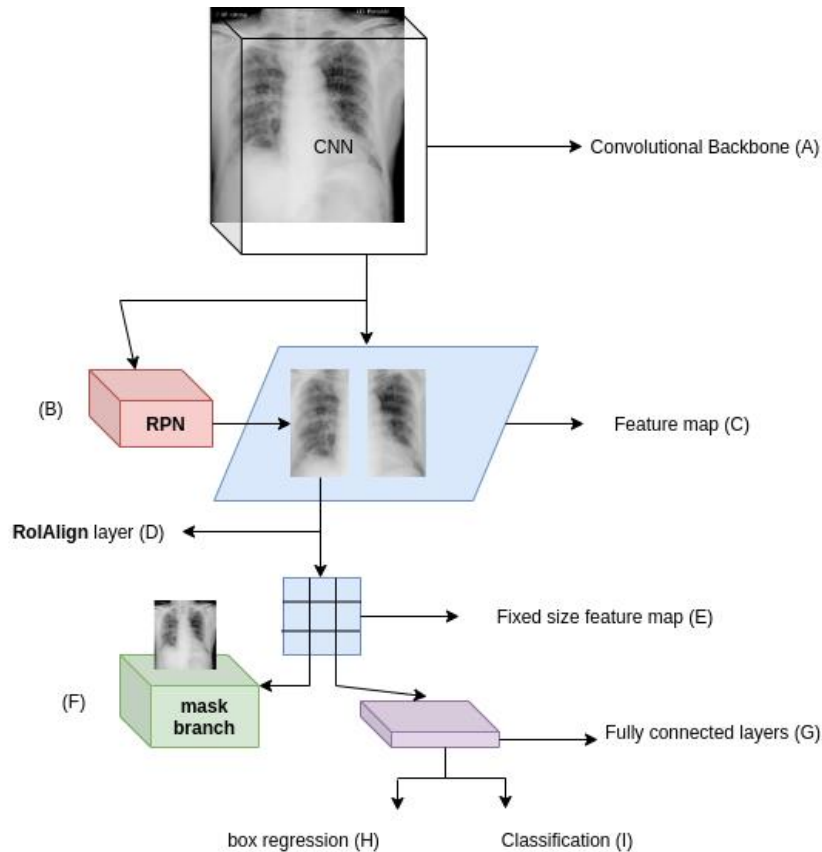 CNN
Convolutional Backbone (A)
(B)
RPN
Feature map (C)
RoIAlign layer (D)
Fixed size feature map (E)
(F)
mask
branch
Fully connected layers (G)
box regression (H)
Classification (I)